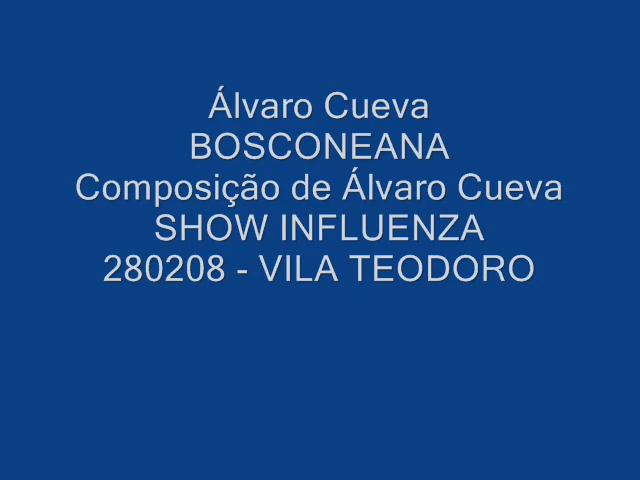 Álvaro Cueva
BOSCONEANA
Composição de Álvaro Cueva
SHOW INFLUENZA
280208 - VILA TEODORO